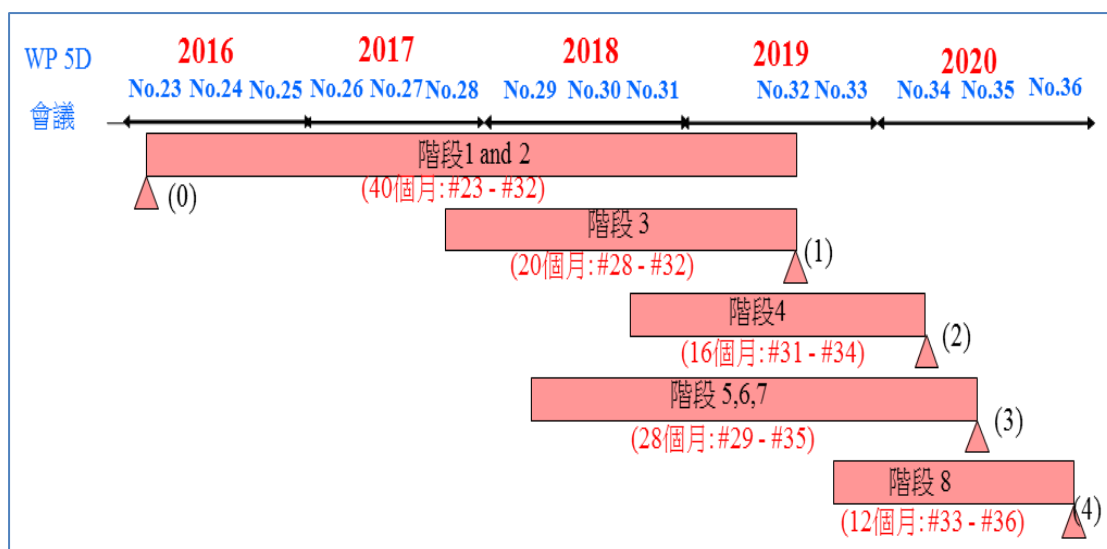 WP 5D 2016 2017 2018 2019 2020
No.23 No.24 No.25 No.26 No.27 No.28 No.29 No.30 No.31 No.32 No.33 No.34 No.35 No.36
會議
階段1 and 2
(0) (40個月: #23 - #32)
階段 3
(20個月: #28 - #32) (1)
階段4
(16個月: #31 - #34) (2)
階段 5,6,7
(28個月: #29 - #35) (3)
階段 8
(12個月: #33 - #36) (4)